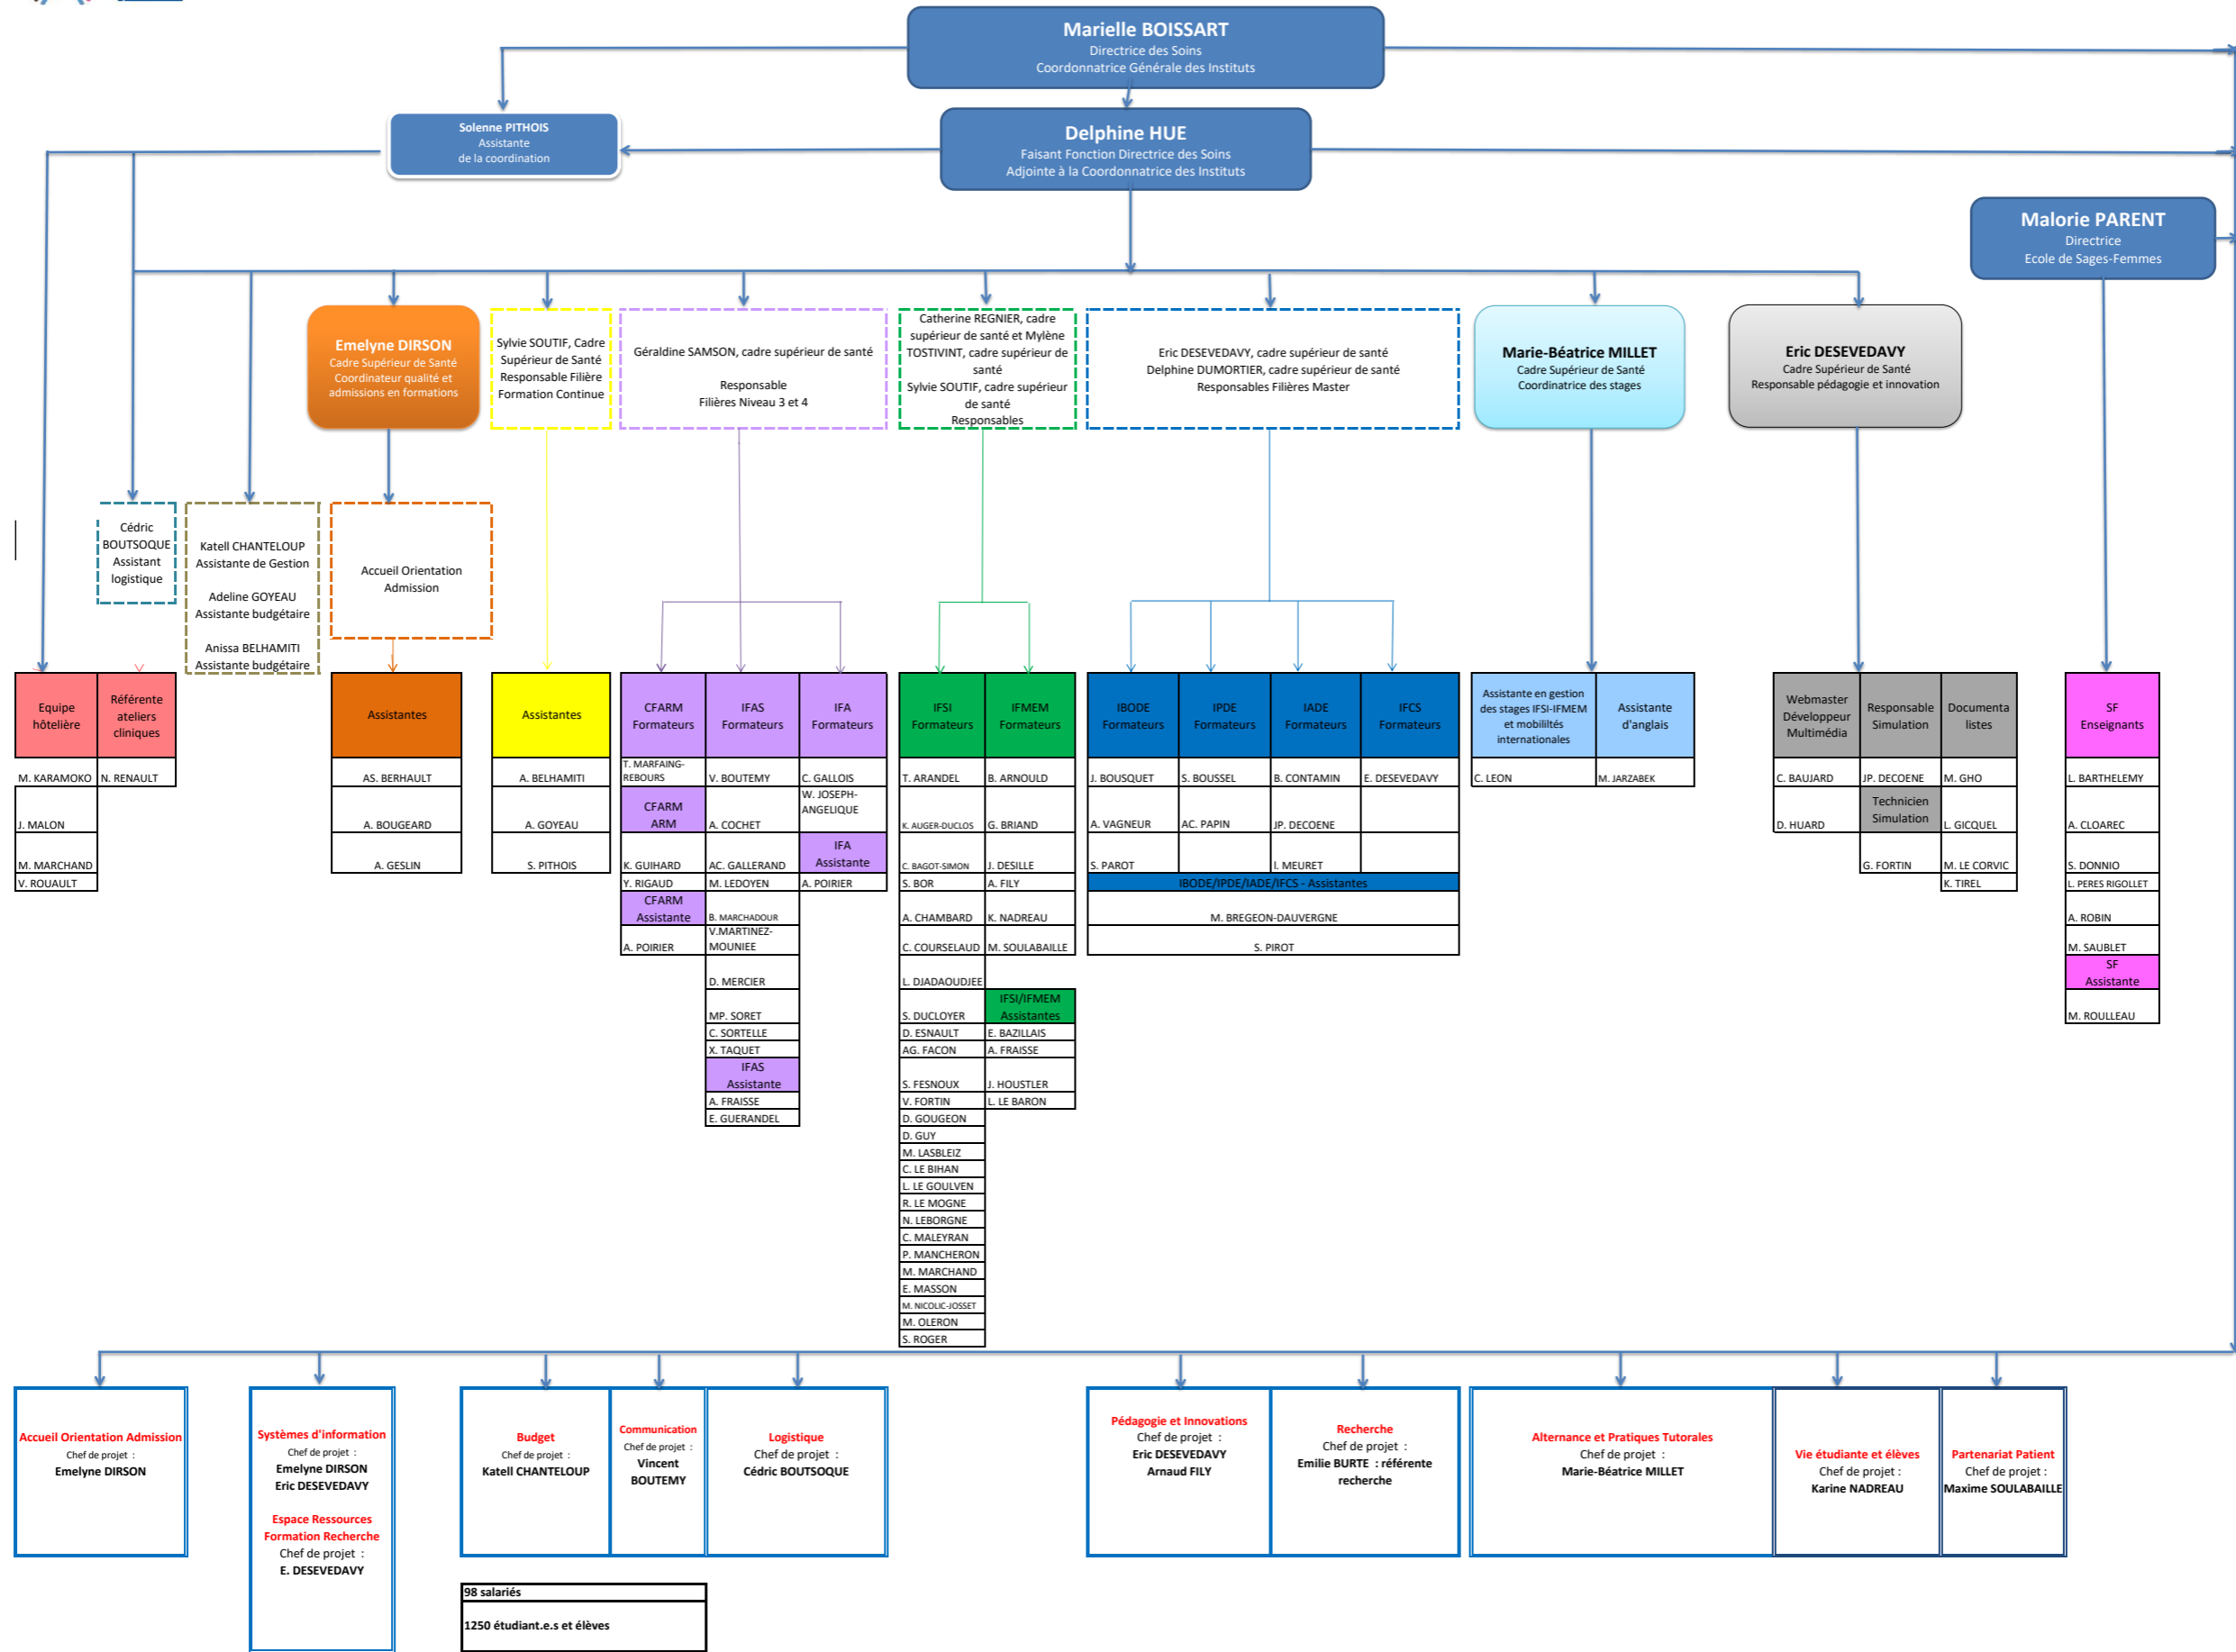 Marielle BOISSART
Directrice des Soins
Coordonnatrice Générale des Instituts
Solenne PITHOIS
Assistante
de la coordination
Delphine HUE
Faisant Fonction Directrice des Soins
Adjointe à la Coordonnatrice des Instituts
Malorie PARENT
Directrice
Ecole de Sages-Femmes
Emelyne DIRSON
Cadre Supérieur de Santé
Coordinateur qualité et
admissions en formations
Sylvie SOUTIF, Cadre
Supérieur de Santé
Responsable Filière
Formation Continue
Géraldine SAMSON, cadre supérieur de santé
Responsable
Filières Niveau 3 et 4
Catherine REGNIER, cadre
supérieur de santé et Mylène
TOSTIVINT, cadre supérieur de
santé
Sylvie SOUTIF, cadre supérieur
de santé
Responsables
Eric DESEVEDAVY, cadre supérieur de santé
Delphine DUMORTIER, cadre supérieur de santé
Responsables Filières Master
Marie-Béatrice MILLET
Cadre Supérieur de Santé
Coordinatrice des stages
Eric DESEVEDAVY
Cadre Supérieur de Santé
Responsable pédagogie et innovation
Cédric
BOUTSOQUE
Assistant
logistique
Katell CHANTELOUP
Assistante de Gestion
Adeline GOYEAU
Assistante budgétaire
Anissa BELHAMITI
Assistante budgétaire
Accueil Orientation
Admission
Equipe
hôtelière
M. KARAMOKO
J. MALON
M. MARCHAND
V. ROUAULT
Référente
ateliers
cliniques
N. RENAULT
Assistantes
AS. BERHAULT
A. BOUGEARD
A. GESLIN
Assistantes
A. BELHAMITI
A. GOYEAU
S. PITHOIS
CFARM
Formateurs
T. MARFAING-
REBOURS
CFARM
ARM
K. GUIHARD
Y. RIGAUD
CFARM
Assistante
A. POIRIER
IFAS
Formateurs
V. BOUTEMY
A. COCHET
AC. GALLERAND
M. LEDOYEN
B. MARCHADOUR
V.MARTINEZ-
MOUNIEE
D. MERCIER
MP. SORET
C. SORTELLE
X. TAQUET
IFAS
Assistante
A. FRAISSE
E. GUERANDEL
IFA
Formateurs
C. GALLOIS
W. JOSEPH-
ANGELIQUE
IFA
Assistante
A. POIRIER
IFSI
Formateurs
T. ARANDEL
K. AUGER-DUCLOS
C. BAGOT-SIMON
S. BOR
A. CHAMBARD
C. COURSELAUD
L. DJADAOUDJEE
S. DUCLOYER
D. ESNAULT
AG. FACON
S. FESNOUX
V. FORTIN
D. GOUGEON
D. GUY
M. LASBLEIZ
C. LE BIHAN
L. LE GOULVEN
R. LE MOGNE
N. LEBORGNE
C. MALEYRAN
P. MANCHERON
M. MARCHAND
E. MASSON
M. NICOLIC-JOSSET
M. OLERON
S. ROGER
IFMEM
Formateurs
B. ARNOULD
G. BRIAND
J. DESILLE
A. FILY
K. NADREAU
M. SOULABAILLE
IFSI/IFMEM
Assistantes
E. BAZILLAIS
A. FRAISSE
J. HOUSTLER
L. LE BARON
IBODE
Formateurs
J. BOUSQUET
A. VAGNEUR
S. PAROT
IPDE
Formateurs
S. BOUSSEL
AC. PAPIN
IADE
Formateurs
B. CONTAMIN
JP. DECOENE
I. MEURET
IFCS
Formateurs
E. DESEVEDAVY
IBODE/IPDE/IADE/IFCS - Assistantes
M. BREGEON-DAUVERGNE
S. PIROT
Assistante en gestion
des stages IFSI-IFMEM
et mobililtés
internationales
C. LEON
Assistante
d'anglais
M. JARZABEK
Webmaster
Développeur
Multimédia
C. BAUJARD
D. HUARD
Responsable
Simulation
JP. DECOENE
Technicien
Simulation
G. FORTIN
Documenta
listes
M. GHO
L. GICQUEL
M. LE CORVIC
K. TIREL
SF
Enseignants
L. BARTHELEMY
A. CLOAREC
S. DONNIO
L. PERES RIGOLLET
A. ROBIN
M. SAUBLET
SF
Assistante
M. ROULLEAU
Accueil Orientation Admission
Chef de projet :
Emelyne DIRSON
Systèmes d'information
Chef de projet :
Emelyne DIRSON
Eric DESEVEDAVY
Espace Ressources
Formation Recherche
Chef de projet :
E. DESEVEDAVY
Budget
Chef de projet :
Katell CHANTELOUP
Communication
Chef de projet :
Vincent
BOUTEMY
Logistique
Chef de projet :
Cédric BOUTSOQUE
Pédagogie et Innovations
Chef de projet :
Eric DESEVEDAVY
Arnaud FILY
Recherche
Chef de projet :
Emilie BURTE : référente
recherche
Alternance et Pratiques Tutorales
Chef de projet :
Marie-Béatrice MILLET
Vie étudiante et élèves
Chef de projet :
Karine NADREAU
Partenariat Patient
Chef de projet :
Maxime SOULABAILLE
98 salariés
1250 étudiant.e.s et élèves